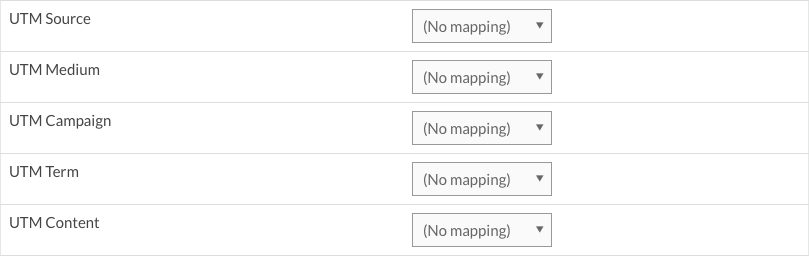 UTM Source
(No mapping)
UTM Medium
(No mapping)
UTM Campaign
(No mapping)
UTM Term
(No mapping)
UTM Content
(No mapping)